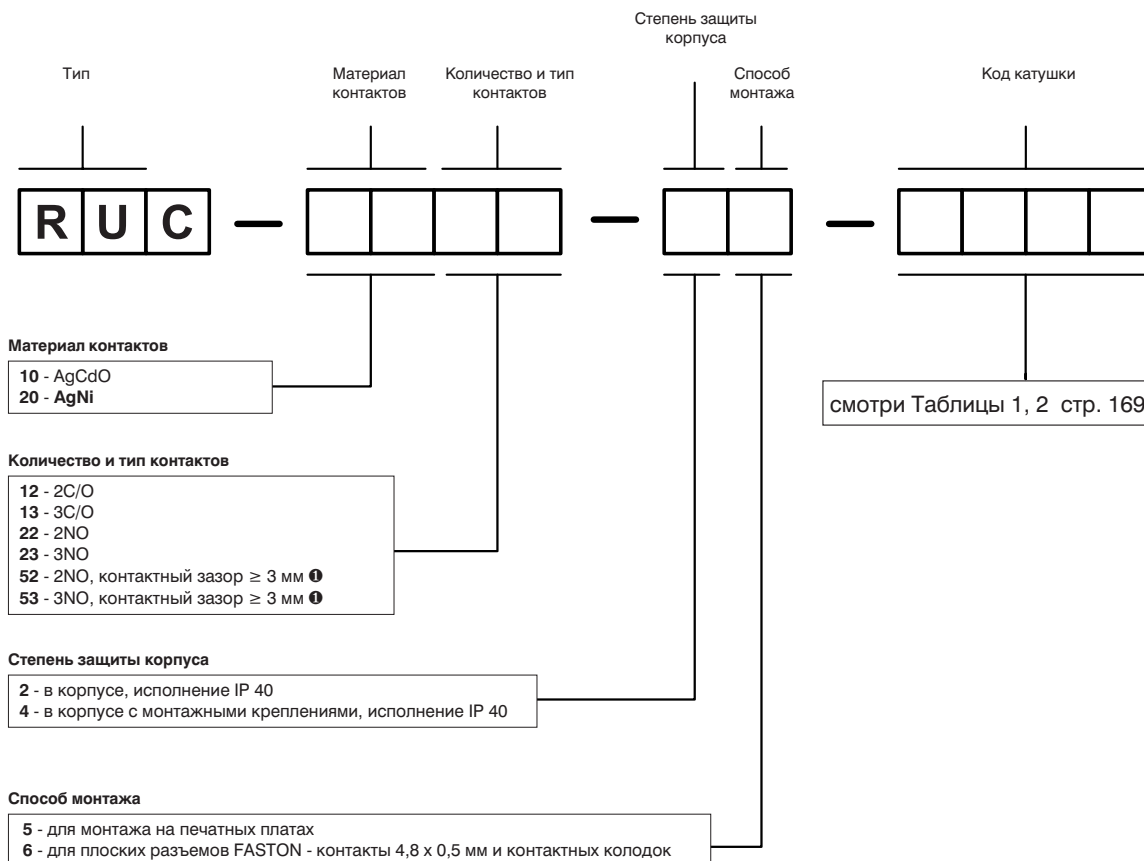 Степень защиты
корпуса
Тип
Материал
контактов
Количество и тип
контактов
Способ
монтажа
Код катушки
R U C – –  –
Материал контактов
10 - AgCdO
20 - AgNi
смотри Таблицы 1, 2 стр. 169
Количество и тип контактов
12 - 2C/O
13 - 3C/O
22 - 2NO
23 - 3NO
52 - 2NO, контактный зазор ≥ 3 мм ❶
53 - 3NO, контактный зазор ≥ 3 мм ❶
Степень защиты корпуса
2 - в корпусе, исполнение IP 40
4 - в корпусе с монтажными креплениями, исполнение IP 40
Способ монтажа
5 - для монтажа на печатных платах
6 - для плоских разъемов FASTON - контакты 4,8 x 0,5 мм и контактных колодок